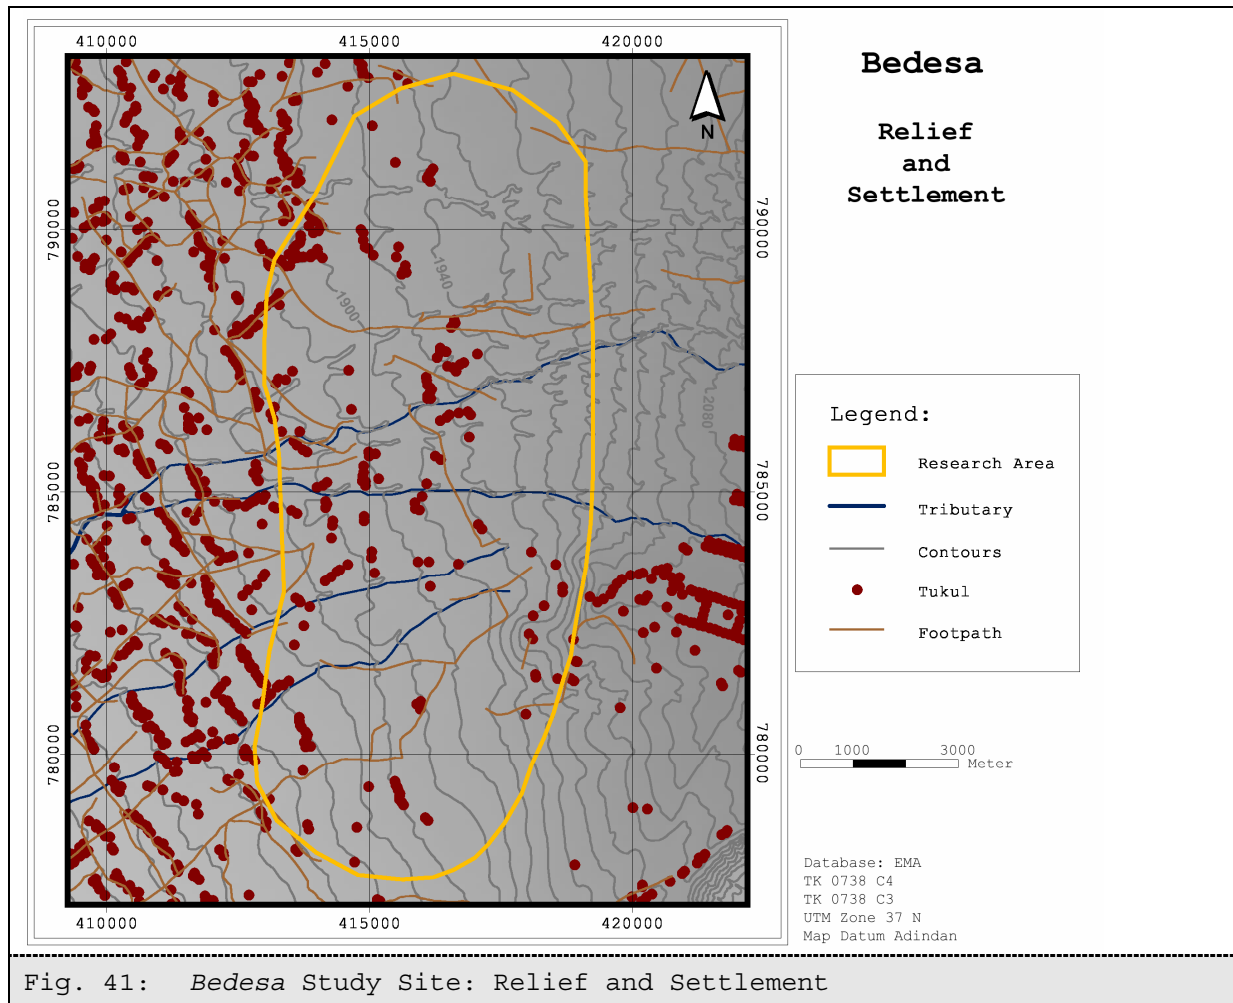 410000 415000 420000
Bedesa
Relief
and
Settlement
N
790000
790000
1940
1900
2080
785000
785000
780000
780000
410000 415000 420000
Legend:
Research Area
Tributary
Contours
Tukul
Footpath
0 1000 3000
Meter
Database: EMA
TK 0738 C4
TK 0738 C3
UTM Zone 37 N
Map Datum Adindan
Fig. 41: Bedesa Study Site: Relief and Settlement